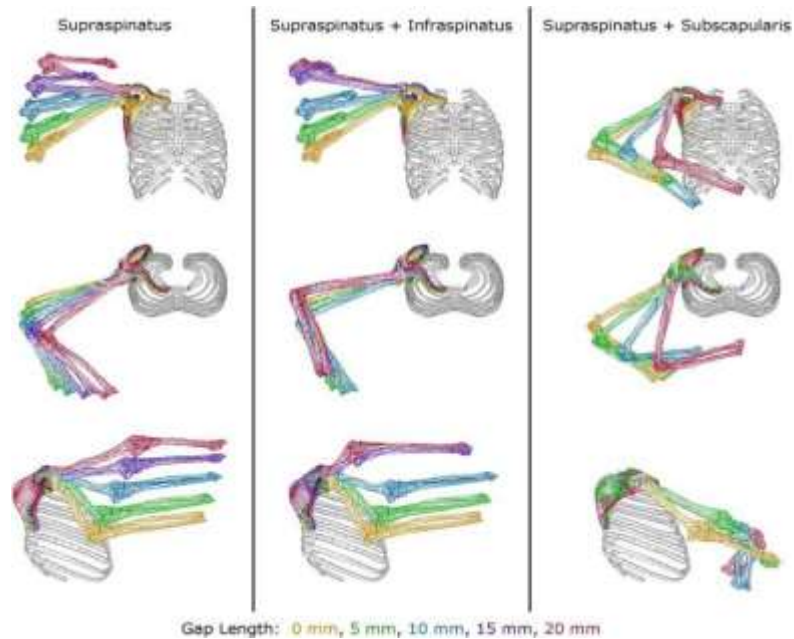 Supraspinatus
Supraspinatus + Infraspinatus
Supraspinatus + Subscapularis
Gap Length: 0 mm, 5 mm, 10 mm, 15 mm, 20 mm